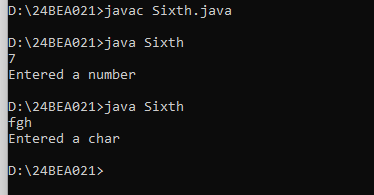 D:\24BEA021>javac Sixth.java
D:\24BEA021>java Sixth
7
Entered a number
D:\24BEA021>java Sixth
fgh
Entered a char
D:\24BEA021>